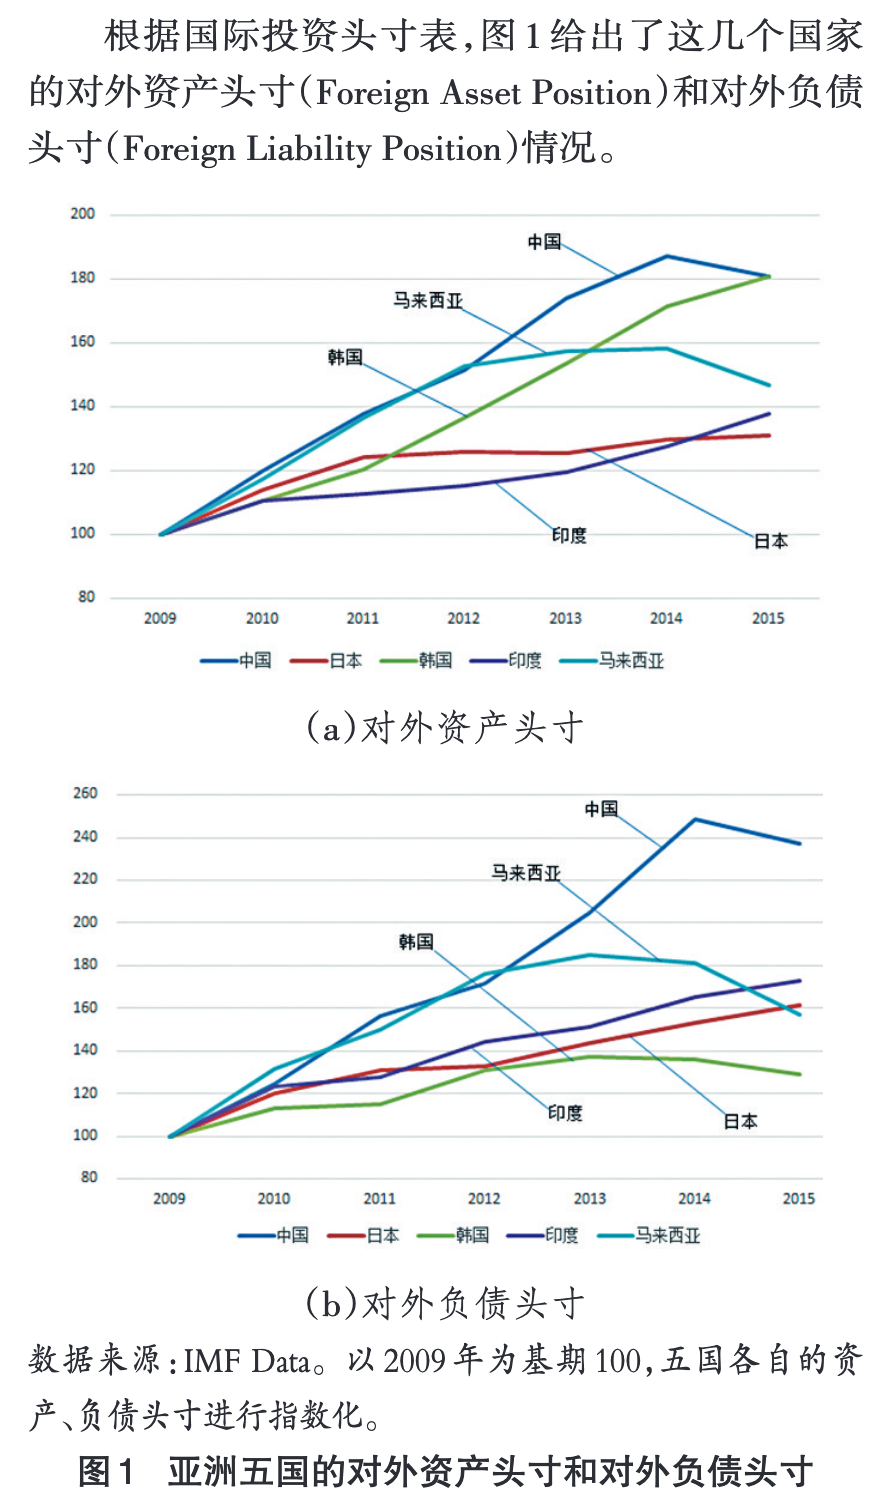 根据国际投资头寸表,图1给出了这几个国家
的对外资产头寸(Foreign Asset Position)和对外负债
头寸(Foreign Liability Position)情况。
200
中国
180
马来西亚
160
韩国
140
120
100
印度
日本
80
2009 2010 2011 2012 2013 2014 2015
中国 日本 韩国 印度 马来西亚
(a)对外资产头寸
260
中国
240
马来西亚
220
200
韩国
180
160
140
120
印度
日本
100
80
2009 2010 2011 2012 2013 2014 2015
中国 日本 韩国 印度 马来西亚
(b)对外负债头寸
数据来源:IMF Data。以2009年为基期100,五国各自的资
产、负债头寸进行指数化。
图1 亚洲五国的对外资产头寸和对外负债头寸